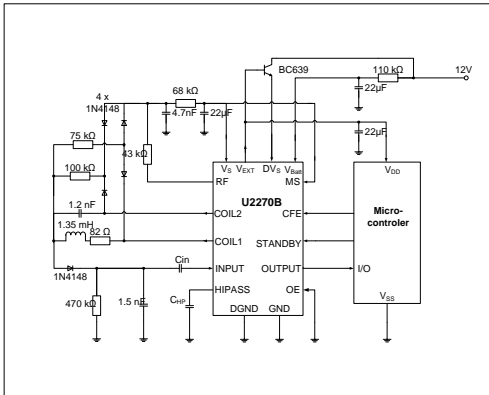 BC639
110 kΩ
12V
4 x
1N4148
68 kΩ
4.7nF
22µF
22µF
22µF
75 kΩ
43 kΩ
100 kΩ
VS
VEXT
DVS
VBatt
VDD
RF
MS
U2270B
1.2 nF
COIL2
CFE
Micro-
controler
1.35 mH
82 Ω
COIL1
STANDBY
Cin
INPUT
OUTPUT
I/O
1N4148
HIPASS
OE
CHP
470 kΩ
1.5 nF
DGND
GND
VSS